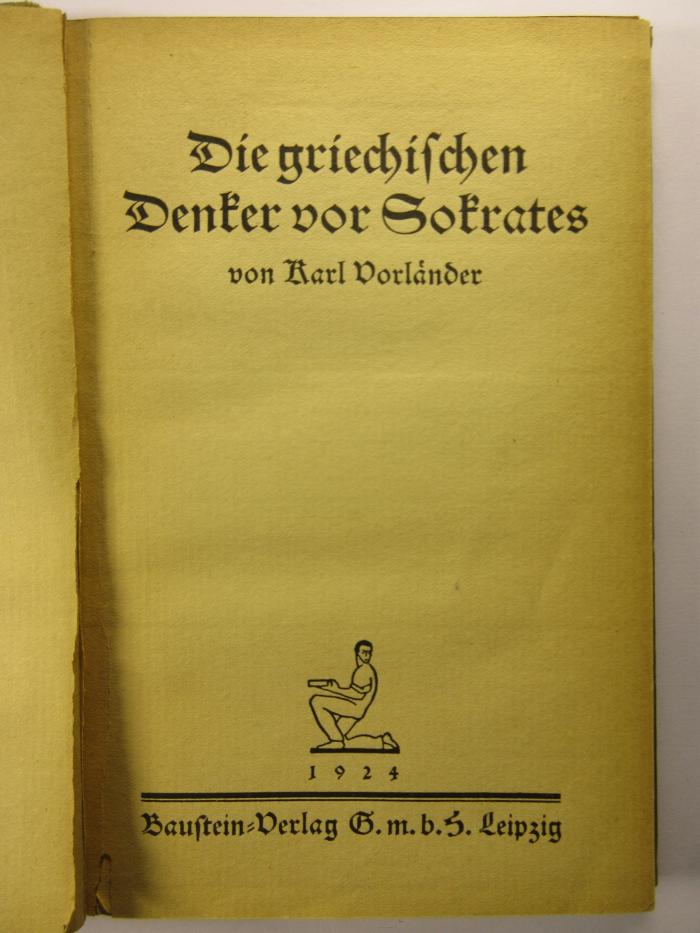 Die griechiſchen
Denker vor Sokrates
von Karl Vorländer
1924
Bauſtein=Verlag G. m. b. H. Leipzig